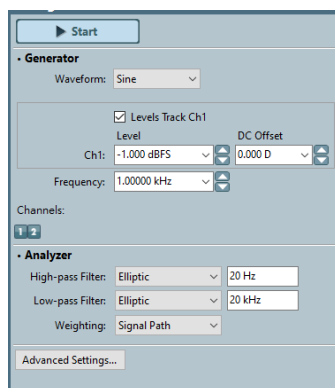 Start
Generator
Waveform: Sine
Levels Track Ch1
Level DC Offset
Ch1: -1.000 dBFS 0.000 D
Frequency: 1.00000 kHz
Channels:
1 2
Analyzer
High-pass Filter: Elliptic 20 Hz
Low-pass Filter: Elliptic 20 kHz
Weighting: Signal Path
Advanced Settings...